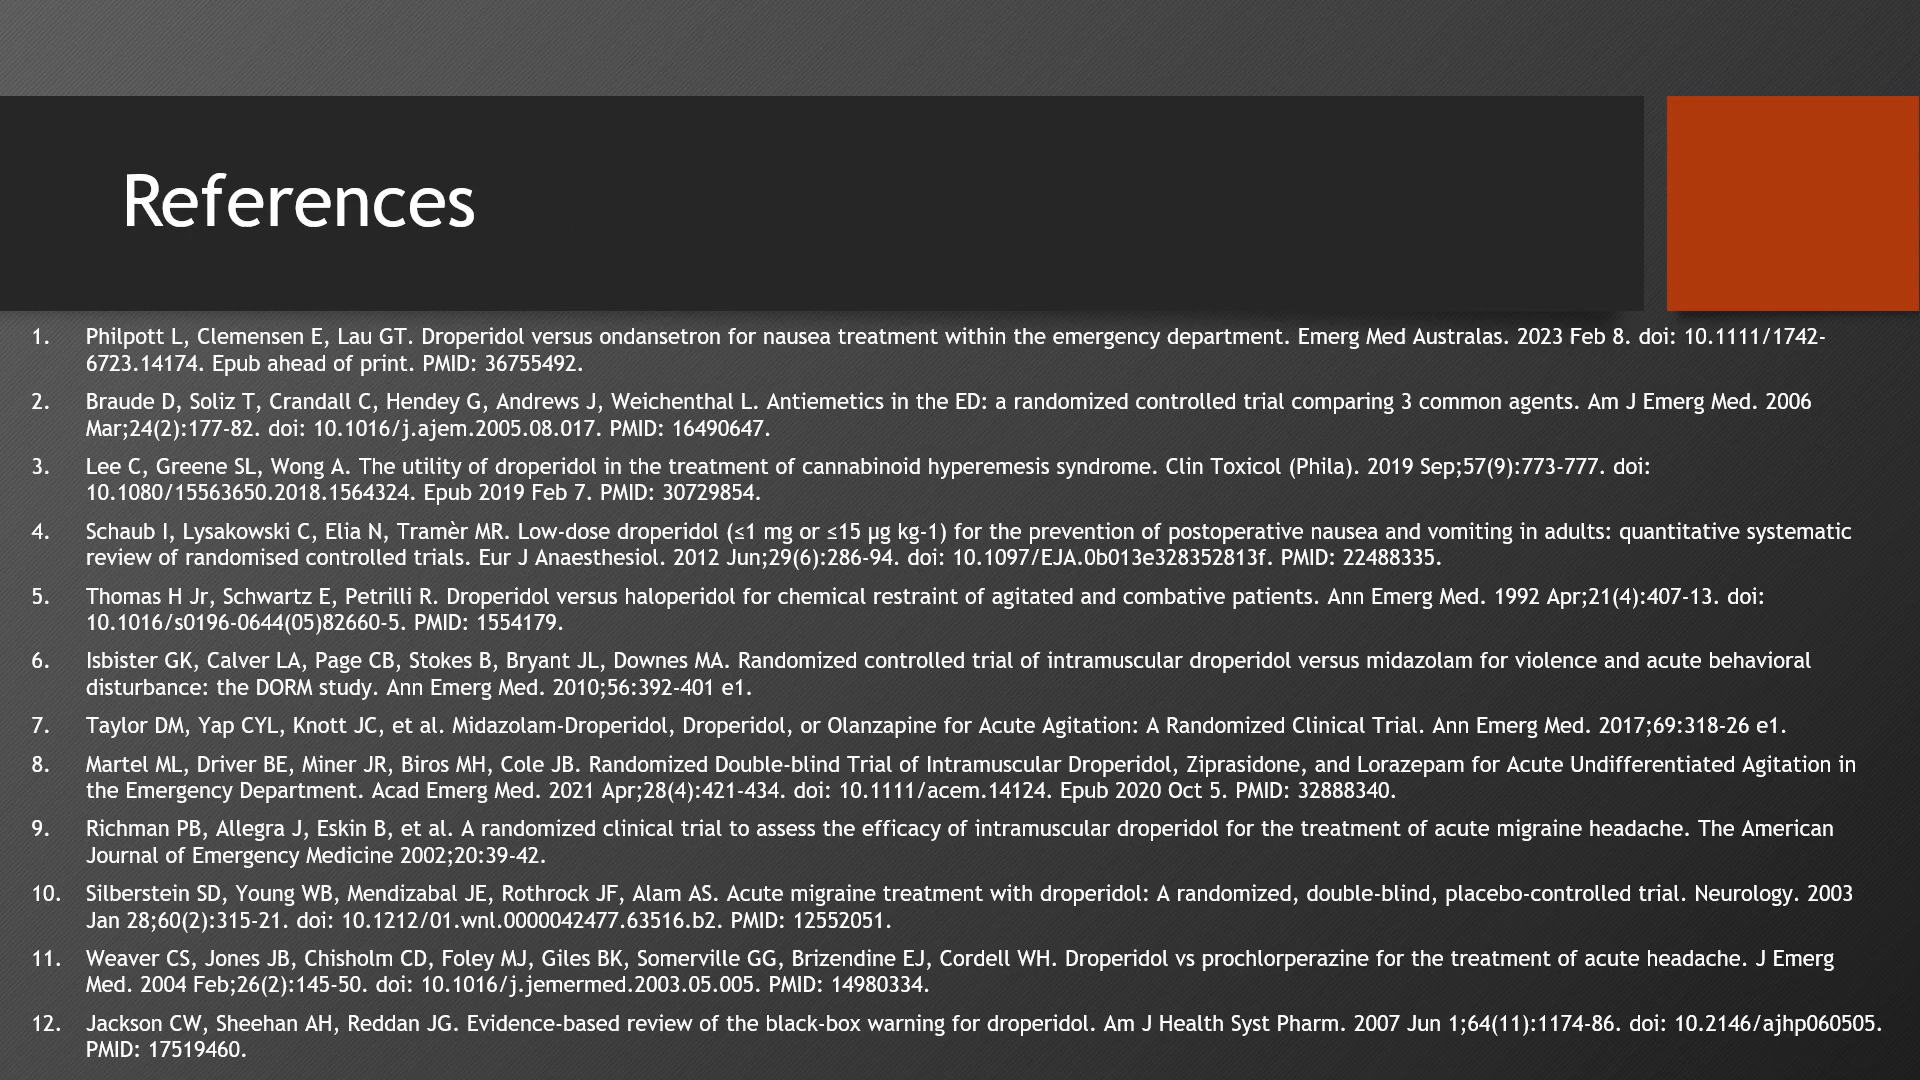 References
1. Philpott L, Clemensen E, Lau GT. Droperidol versus ondansetron for nausea treatment within the emergency department. Emerg Med Australas. 2023 Feb 8. doi: 10.1111/1742-
6723.14174. Epub ahead of print. PMID: 36755492.
2. Braude D, Soliz T, Crandall C, Hendey G, Andrews J, Weichenthal L. Antiemetics in the ED: a randomized controlled trial comparing 3 common agents. Am J Emerg Med. 2006
Mar;24(2):177-82. doi: 10.1016/j.ajem.2005.08.017. PMID: 16490647.
3. Lee C, Greene SL, Wong A. The utility of droperidol in the treatment of cannabinoid hyperemesis syndrome. Clin Toxicol (Phila). 2019 Sep;57(9):773-777. doi:
10.1080/15563650.2018.1564324. Epub 2019 Feb 7. PMID: 30729854.
4. Schaub I, Lysakowski C, Elia N, Tramèr MR. Low-dose droperidol (≤1 mg or ≤15 μg kg-1) for the prevention of postoperative nausea and vomiting in adults: quantitative systematic
review of randomised controlled trials. Eur J Anaesthesiol. 2012 Jun;29(6):286-94. doi: 10.1097/EJA.0b013e328352813f. PMID: 22488335.
5. Thomas H Jr, Schwartz E, Petrilli R. Droperidol versus haloperidol for chemical restraint of agitated and combative patients. Ann Emerg Med. 1992 Apr;21(4):407-13. doi:
10.1016/s0196-0644(05)82660-5. PMID: 1554179.
6. Isbister GK, Calver LA, Page CB, Stokes B, Bryant JL, Downes MA. Randomized controlled trial of intramuscular droperidol versus midazolam for violence and acute behavioral
disturbance: the DORM study. Ann Emerg Med. 2010;56:392-401 e1.
7. Taylor DM, Yap CYL, Knott JC, et al. Midazolam-Droperidol, Droperidol, or Olanzapine for Acute Agitation: A Randomized Clinical Trial. Ann Emerg Med. 2017;69:318-26 e1.
8. Martel ML, Driver BE, Miner JR, Biros MH, Cole JB. Randomized Double-blind Trial of Intramuscular Droperidol, Ziprasidone, and Lorazepam for Acute Undifferentiated Agitation in
the Emergency Department. Acad Emerg Med. 2021 Apr;28(4):421-434. doi: 10.1111/acem.14124. Epub 2020 Oct 5. PMID: 32888340.
9. Richman PB, Allegra J, Eskin B, et al. A randomized clinical trial to assess the efficacy of intramuscular droperidol for the treatment of acute migraine headache. The American
Journal of Emergency Medicine 2002;20:39-42.
10. Silberstein SD, Young WB, Mendizabal JE, Rothrock JF, Alam AS. Acute migraine treatment with droperidol: A randomized, double-blind, placebo-controlled trial. Neurology. 2003
Jan 28;60(2):315-21. doi: 10.1212/01.wnl.0000042477.63516.b2. PMID: 12552051.
11. Weaver CS, Jones JB, Chisholm CD, Foley MJ, Giles BK, Somerville GG, Brizendine EJ, Cordell WH. Droperidol vs prochlorperazine for the treatment of acute headache. J Emerg
Med. 2004 Feb;26(2):145-50. doi: 10.1016/j.jemermed.2003.05.005. PMID: 14980334.
12. Jackson CW, Sheehan AH, Reddan JG. Evidence-based review of the black-box warning for droperidol. Am J Health Syst Pharm. 2007 Jun 1;64(11):1174-86. doi: 10.2146/ajhp060505.
PMID: 17519460.